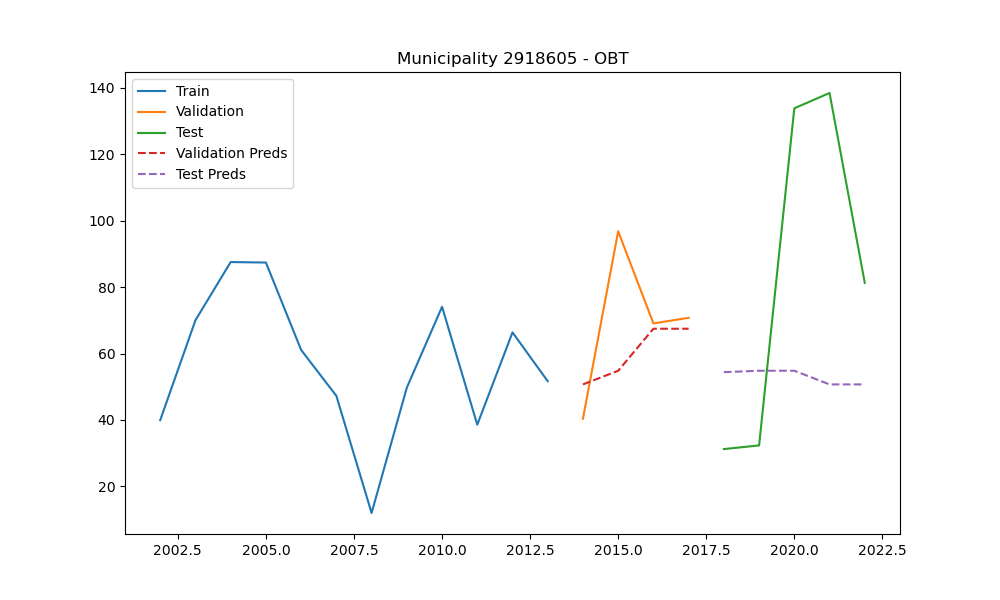 Municipality 2918605 - OBT
Train
Validation
Test
Validation Preds
Test Preds
140
120
100
80
60
40
20
2002.5 2005.0 2007.5 2010.0 2012.5 2015.0 2017.5 2020.0 2022.5